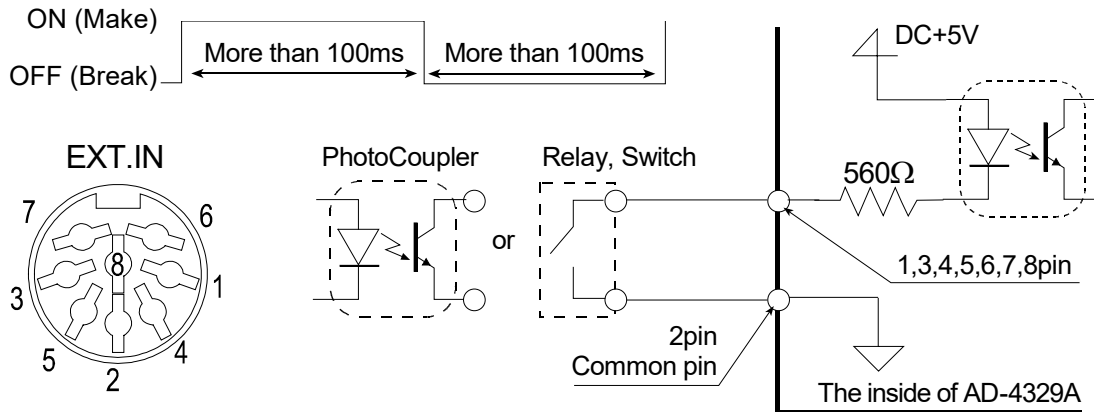 ON (Make)
More than 100ms
More than 100ms
OFF (Break)
DC+5V
EXT.IN
PhotoCoupler
Relay, Switch
560Ω
or
7
6
8
3
1
5
4
2
1,3,4,5,6,7,8pin
2pin
Common pin
The inside of AD-4329A